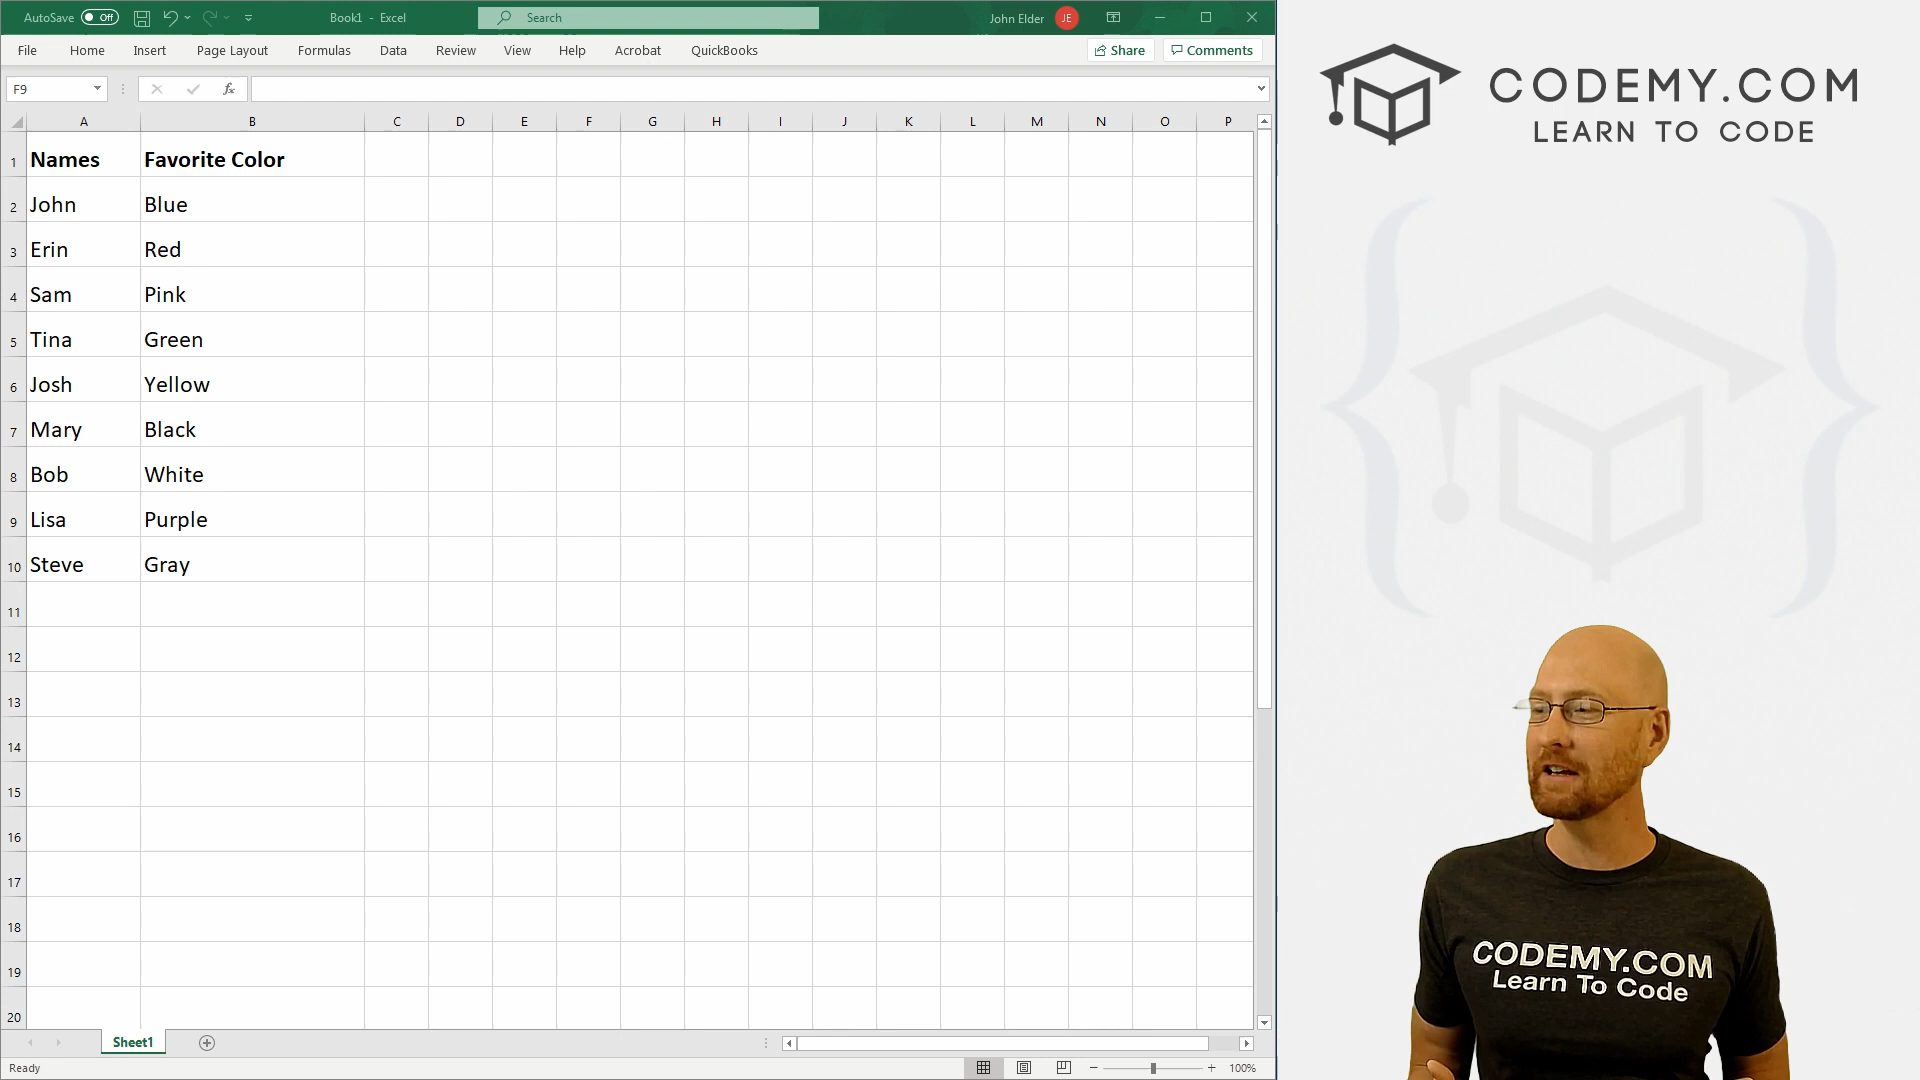 AutoSave Off Book1 - Excel Search John Elder JE
File Home Insert Page Layout Formulas Data Review View Help Acrobat QuickBooks Share Comments
F9 fx
A B C D E F G H I J K L M N O P
1 Names Favorite Color
2 John Blue
3 Erin Red
4 Sam Pink
5 Tina Green
6 Josh Yellow
7 Mary Black
8 Bob White
9 Lisa Purple
10 Steve Gray
11
12
13
14
15
16
17
18
19
20
Sheet1
Ready 100%
CODEMY.COM
LEARN TO CODE
CODEMY.COM
Learn To Code